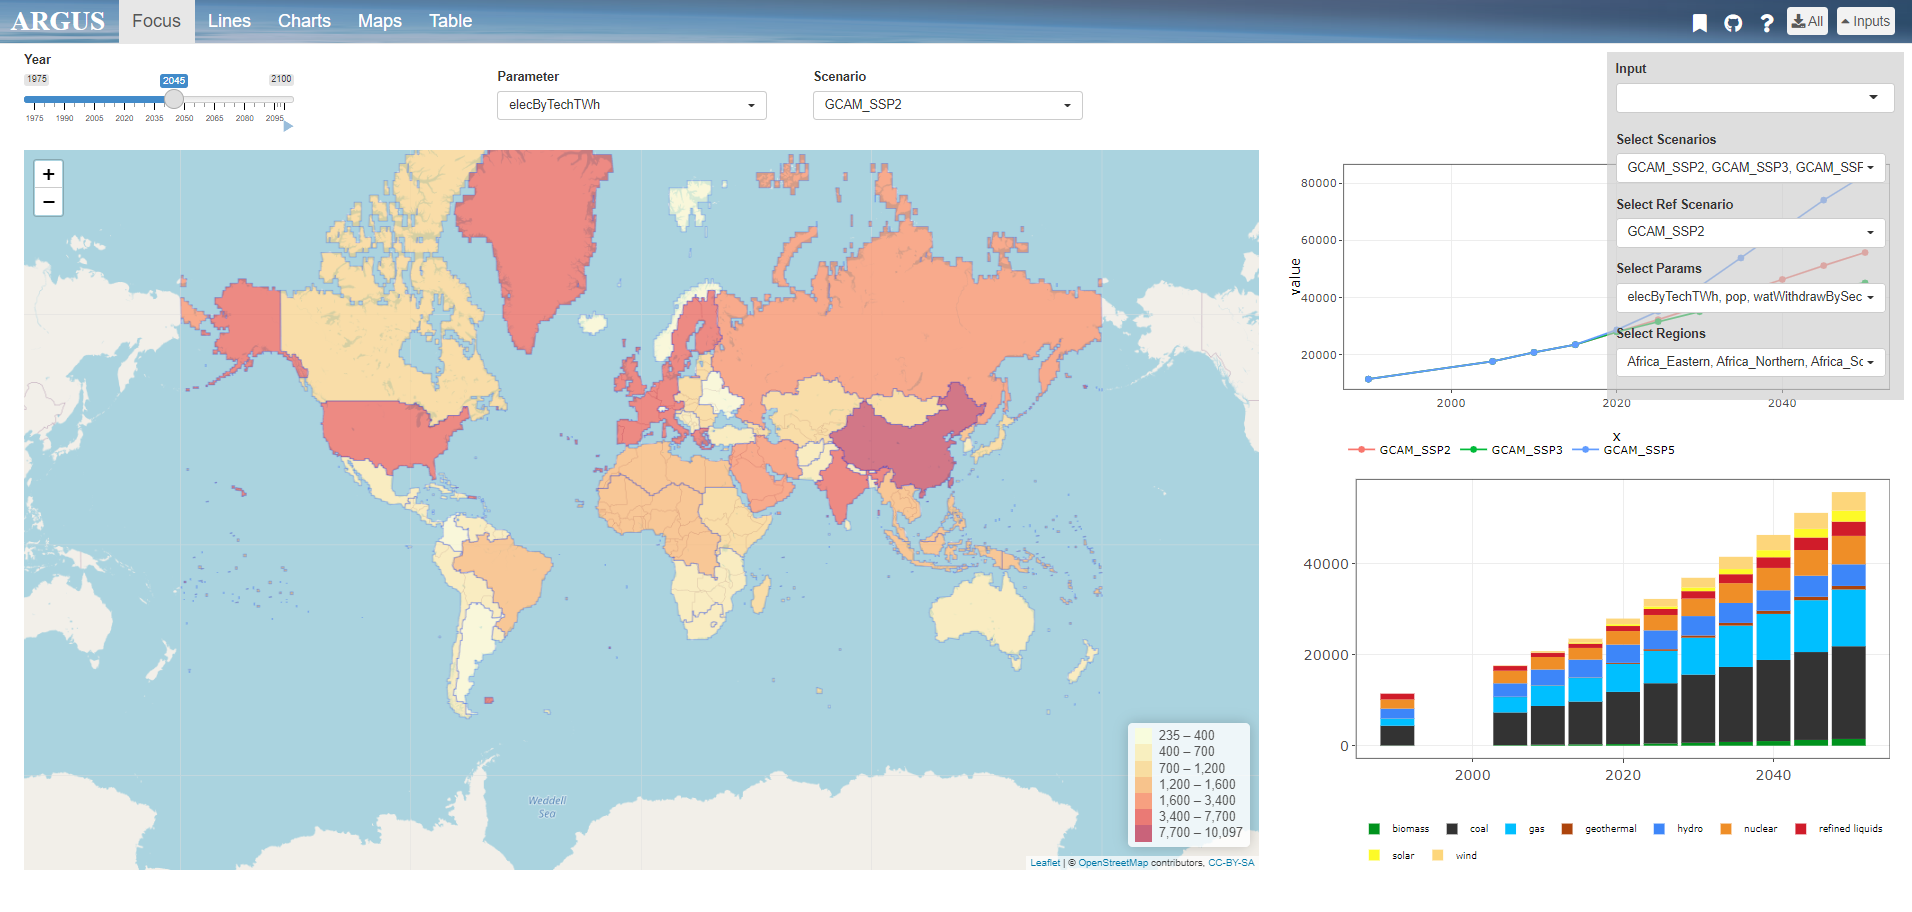 ARGUS Focus Lines Charts Maps Table All Inputs
Year
1975 2045 2100
1975 1990 2005 2020 2035 2050 2065 2080 2095
Parameter
elecByTechTWh
Scenario
GCAM_SSP2
Input
Select Scenarios
GCAM_SSP2, GCAM_SSP3, GCAM_SSF
Select Ref Scenario
GCAM_SSP2
Select Params
elecByTechTWh, pop, watWithdrawBySec
Select Regions
Africa_Eastern, Africa_Northern, Africa_Sc
+
−
Weddell
Sea
235 – 400
400 – 700
700 – 1,200
1,200 – 1,600
1,600 – 3,400
3,400 – 7,700
7,700 – 10,097
Leaflet | © OpenStreetMap contributors, CC-BY-SA
value
80000
60000
40000
20000
2000 2020 2040
x
GCAM_SSP2 GCAM_SSP3 GCAM_SSP5
40000
20000
0
2000 2020 2040
biomass coal gas geothermal hydro nuclear refined liquids
solar wind